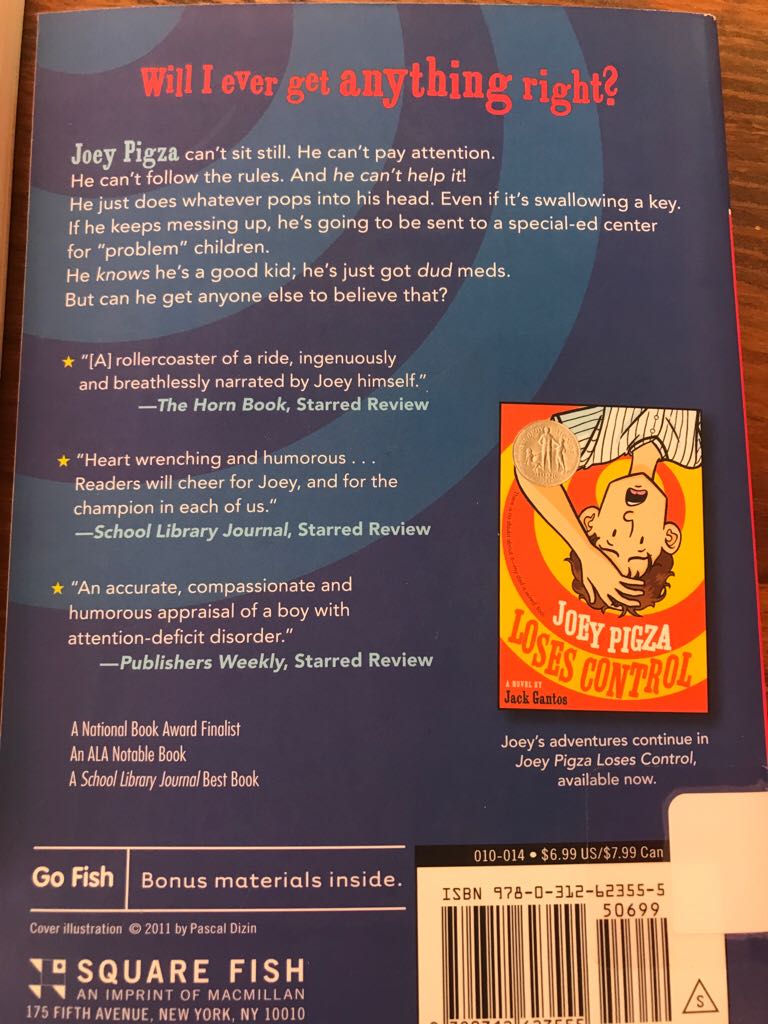 Will I ever get anything right?
Joey Pigza can't sit still. He can't pay attention.
He can't follow the rules. And he can't help it!
He just does whatever pops into his head. Even if it's swallowing a key.
If he keeps messing up, he's going to be sent to a special-ed center
for "problem" children.
He knows he's a good kid; he's just got dud meds.
But can he get anyone else to believe that?
"[A] rollercoaster of a ride, ingenuously
and breathlessly narrated by Joey himself."
—The Horn Book, Starred Review
"Heart wrenching and humorous . . .
Readers will cheer for Joey, and for the
champion in each of us."
—School Library Journal, Starred Review
"An accurate, compassionate and
humorous appraisal of a boy with
attention-deficit disorder."
—Publishers Weekly, Starred Review
A National Book Award Finalist
An ALA Notable Book
A School Library Journal Best Book
JOEY PIGZA
LOSES CONTROL
A NOVEL BY
Jack Gantos
Joey's adventures continue in
Joey Pigza Loses Control,
available now.
Go Fish
Bonus materials inside.
Cover illustration © 2011 by Pascal Dizin
SQUARE FISH
AN IMPRINT OF MACMILLAN
175 FIFTH AVENUE, NEW YORK, NY 10010
010-014 • $6.99 US/$7.99 Can
ISBN 978-0-312-62355-5
50699
S